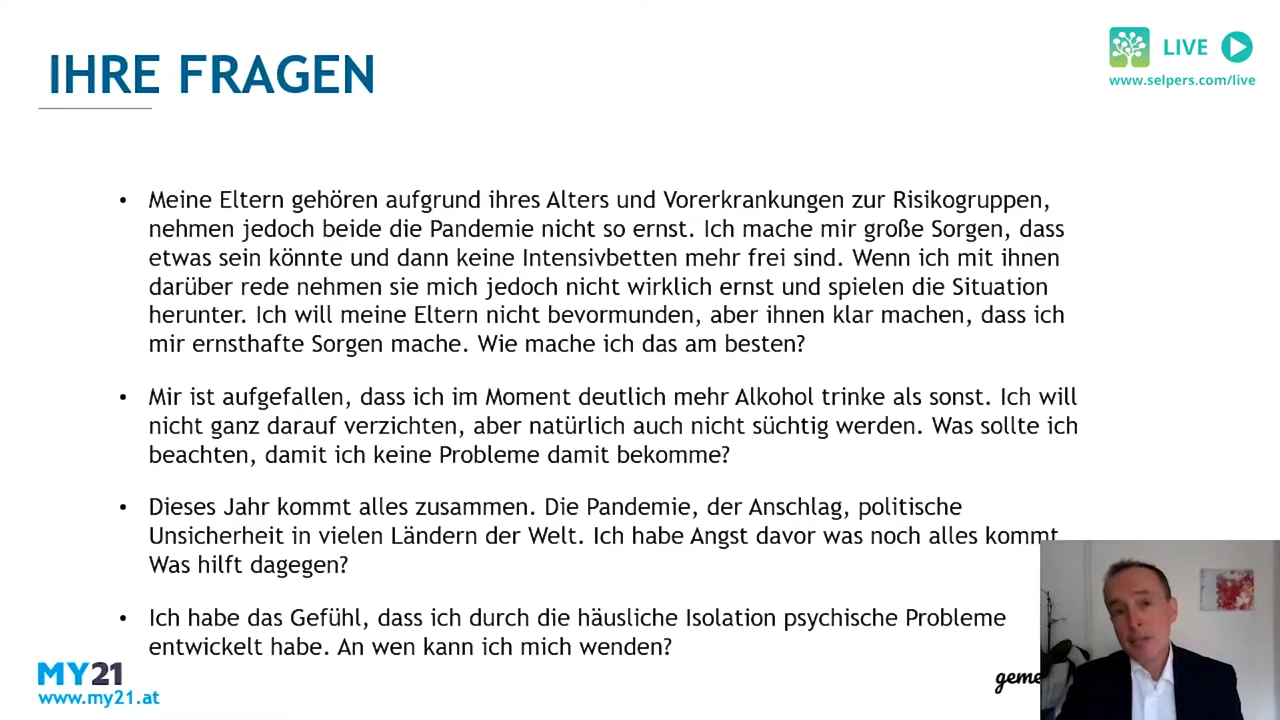 IHRE FRAGEN
LIVE
www.selpers.com/live
• Meine Eltern gehören aufgrund ihres Alters und Vorerkrankungen zur Risikogruppen,
nehmen jedoch beide die Pandemie nicht so ernst. Ich mache mir große Sorgen, dass
etwas sein könnte und dann keine Intensivbetten mehr frei sind. Wenn ich mit ihnen
darüber rede nehmen sie mich jedoch nicht wirklich ernst und spielen die Situation
herunter. Ich will meine Eltern nicht bevormunden, aber ihnen klar machen, dass ich
mir ernsthafte Sorgen mache. Wie mache ich das am besten?
• Mir ist aufgefallen, dass ich im Moment deutlich mehr Alkohol trinke als sonst. Ich will
nicht ganz darauf verzichten, aber natürlich auch nicht süchtig werden. Was sollte ich
beachten, damit ich keine Probleme damit bekomme?
• Dieses Jahr kommt alles zusammen. Die Pandemie, der Anschlag, politische
Unsicherheit in vielen Ländern der Welt. Ich habe Angst davor was noch alles kommt
Was hilft dagegen?
• Ich habe das Gefühl, dass ich durch die häusliche Isolation psychische Probleme
entwickelt habe. An wen kann ich mich wenden?
MY21
www.my21.at
geme